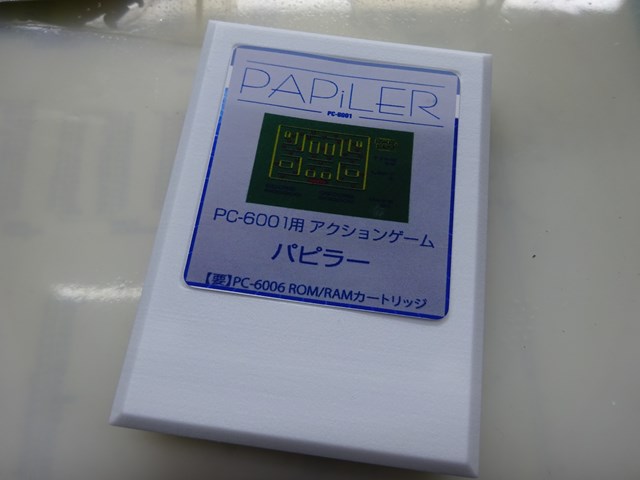 PAPiLER
PC-6001
PC-6001用 アクションゲーム
パピラー
【要】PC-6006 ROM/RAMカートリッジ